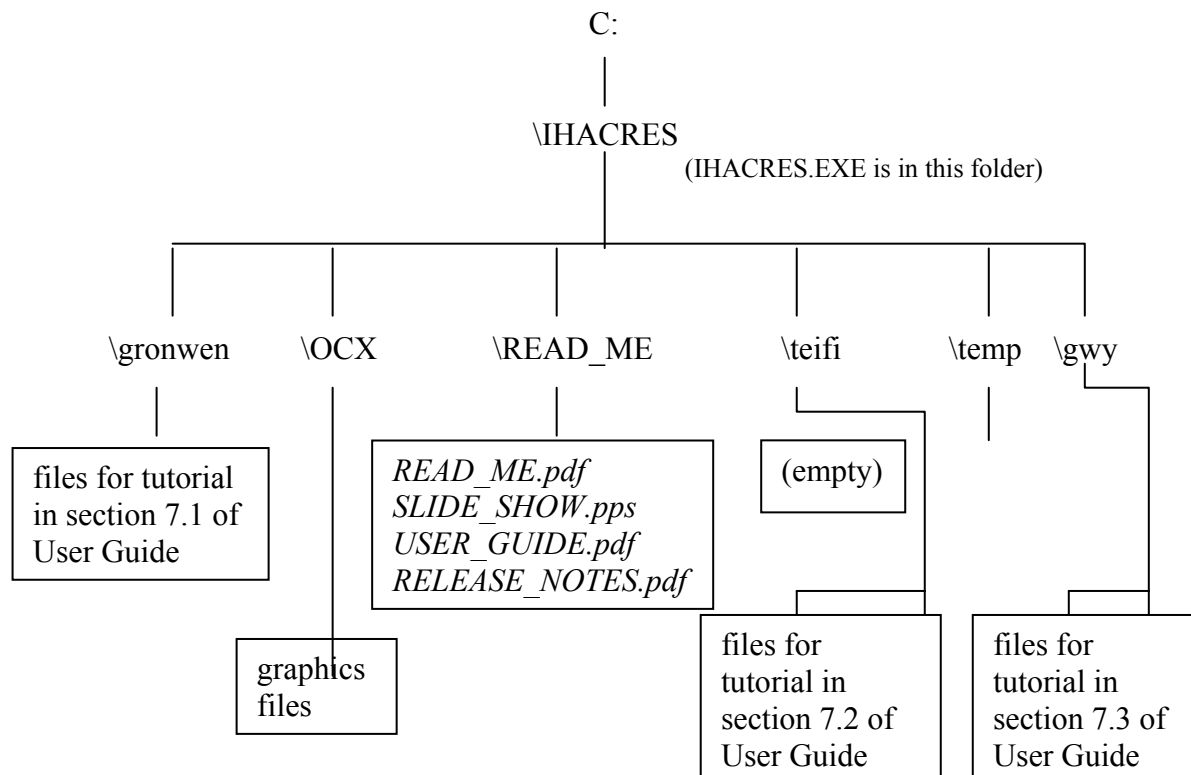 C:
\IHACRES
(IHACRES.EXE is in this folder)
\gronwen
\OCX
\READ_ME
\teifi
\temp
\gwy
files for tutorial
in section 7.1 of
User Guide
READ_ME.pdf
SLIDE_SHOW.pps
USER_GUIDE.pdf
RELEASE_NOTES.pdf
(empty)
graphics
files
files for
tutorial in
section 7.2 of
User Guide
files for
tutorial in
section 7.3 of
User Guide